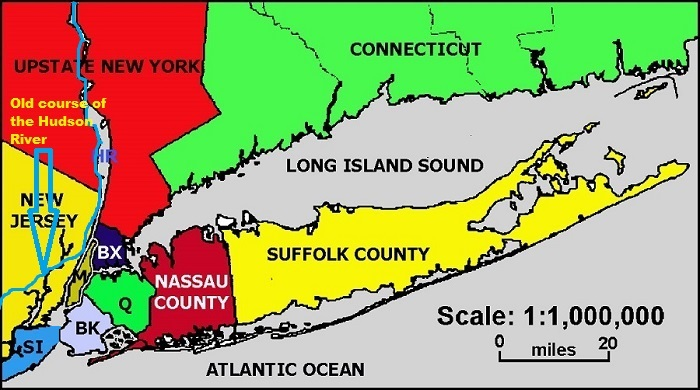 CONNECTICUT
UPSTATE NEW YORK
Old course of
the Hudson
River
HR
LONG ISLAND SOUND
NEW
JERSEY
BX
SUFFOLK COUNTY
M
NASSAU
COUNTY
Q
BK
SI
Scale: 1:1,000,000
0 20
miles
ATLANTIC OCEAN